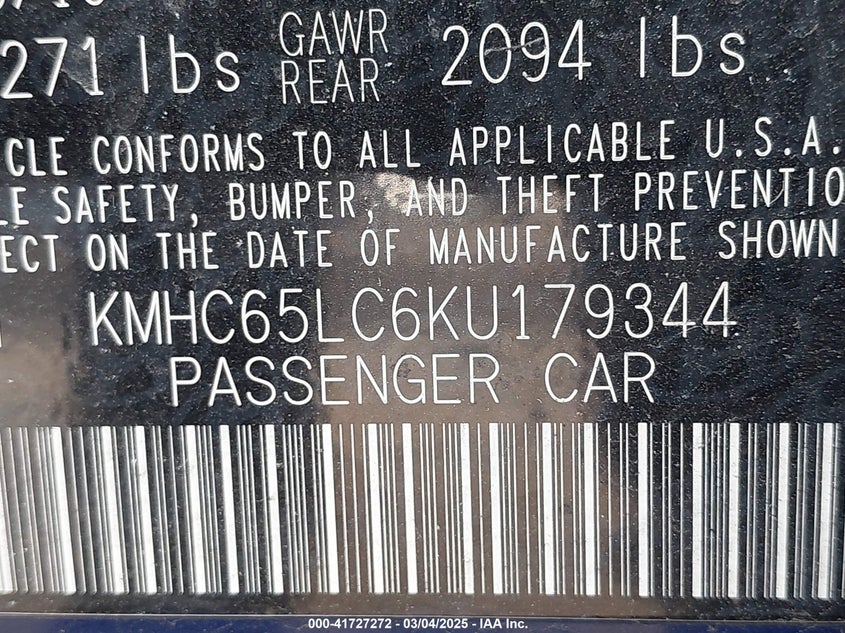 271 lbs GAWR REAR 2094 lbs
CLE CONFORMS TO ALL APPLICABLE U.S.A.
LE SAFETY, BUMPER, AND THEFT PREVENTIO
ECT ON THE DATE OF MANUFACTURE SHOWN
KMHC65LC6KU179344
PASSENGER CAR
000-41727272 - 03/04/2025 - IAA Inc.